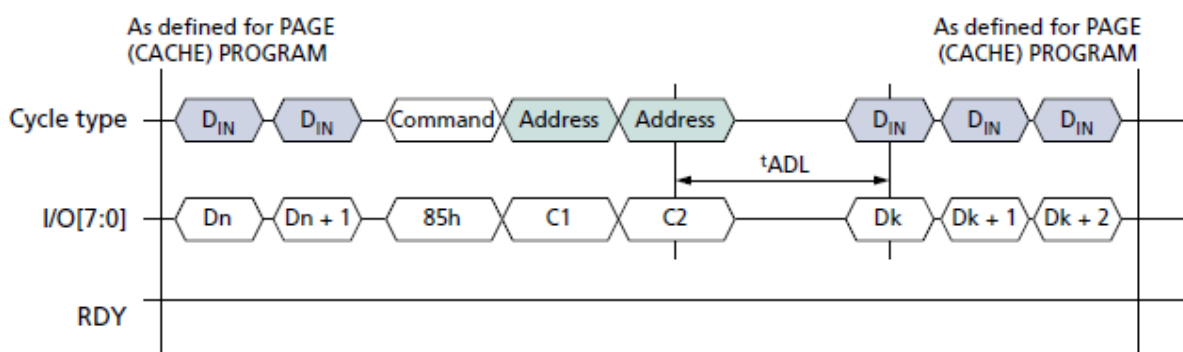 As defined for PAGE
(CACHE) PROGRAM
As defined for PAGE
(CACHE) PROGRAM
Cycle type DIN DIN Command Address Address DIN DIN DIN
tADL
I/O[7:0] Dn Dn + 1 85h C1 C2 Dk Dk + 1 Dk + 2
RDY